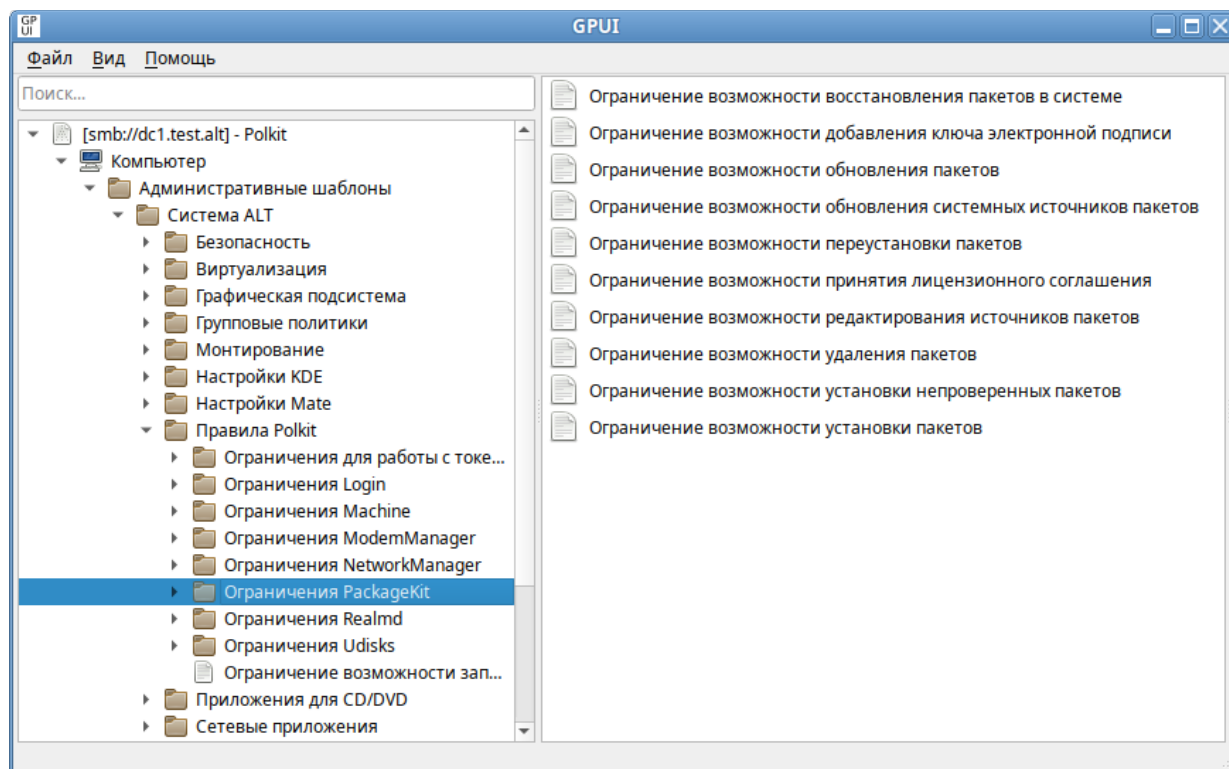 GP
UI
GPUI
Файл Вид Помощь
Поиск...
[smb://dc1.test.alt] - Polkit
Компьютер
Административные шаблоны
Система ALT
Безопасность
Виртуализация
Графическая подсистема
Групповые политики
Монтирование
Настройки KDE
Настройки Mate
Правила Polkit
Ограничения для работы с токе...
Ограничения Login
Ограничения Machine
Ограничения ModemManager
Ограничения NetworkManager
Ограничения PackageKit
Ограничения Realmd
Ограничения Udisks
Ограничение возможности зап...
Приложения для CD/DVD
Сетевые приложения
Ограничение возможности восстановления пакетов в системе
Ограничение возможности добавления ключа электронной подписи
Ограничение возможности обновления пакетов
Ограничение возможности обновления системных источников пакетов
Ограничение возможности переустановки пакетов
Ограничение возможности принятия лицензионного соглашения
Ограничение возможности редактирования источников пакетов
Ограничение возможности удаления пакетов
Ограничение возможности установки непроверенных пакетов
Ограничение возможности установки пакетов